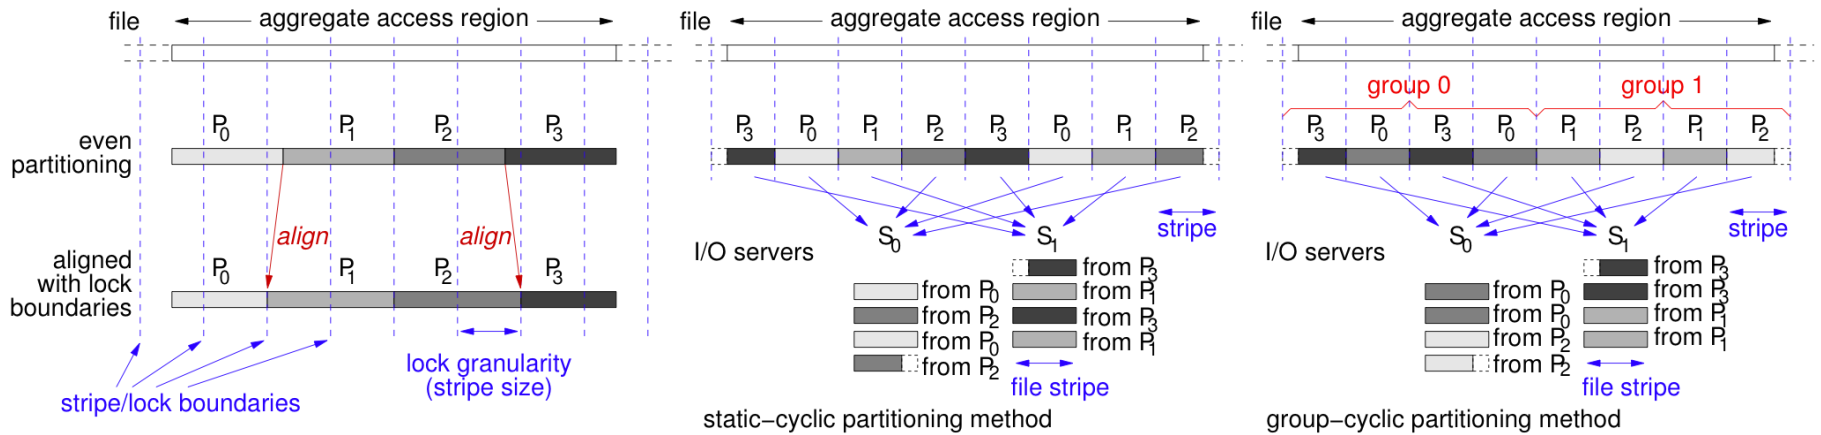 file
aggregate access region
P0
P1
P2
P3
even
partitioning
align
align
aligned
with lock
boundaries
P0
P1
P2
P3
lock granularity
(stripe size)
stripe/lock boundaries
file
aggregate access region
P3
P0
P1
P2
P3
P0
P1
P2
stripe
S0
S1
I/O servers
from P0
from P2
from P0
from P2
from P3
from P1
from P3
from P1
file stripe
static−cyclic partitioning method
file
aggregate access region
group 0
group 1
P3
P0
P3
P0
P1
P2
P1
P2
stripe
S0
S1
I/O servers
from P0
from P0
from P2
from P2
from P3
from P3
from P1
from P1
file stripe
group−cyclic partitioning method